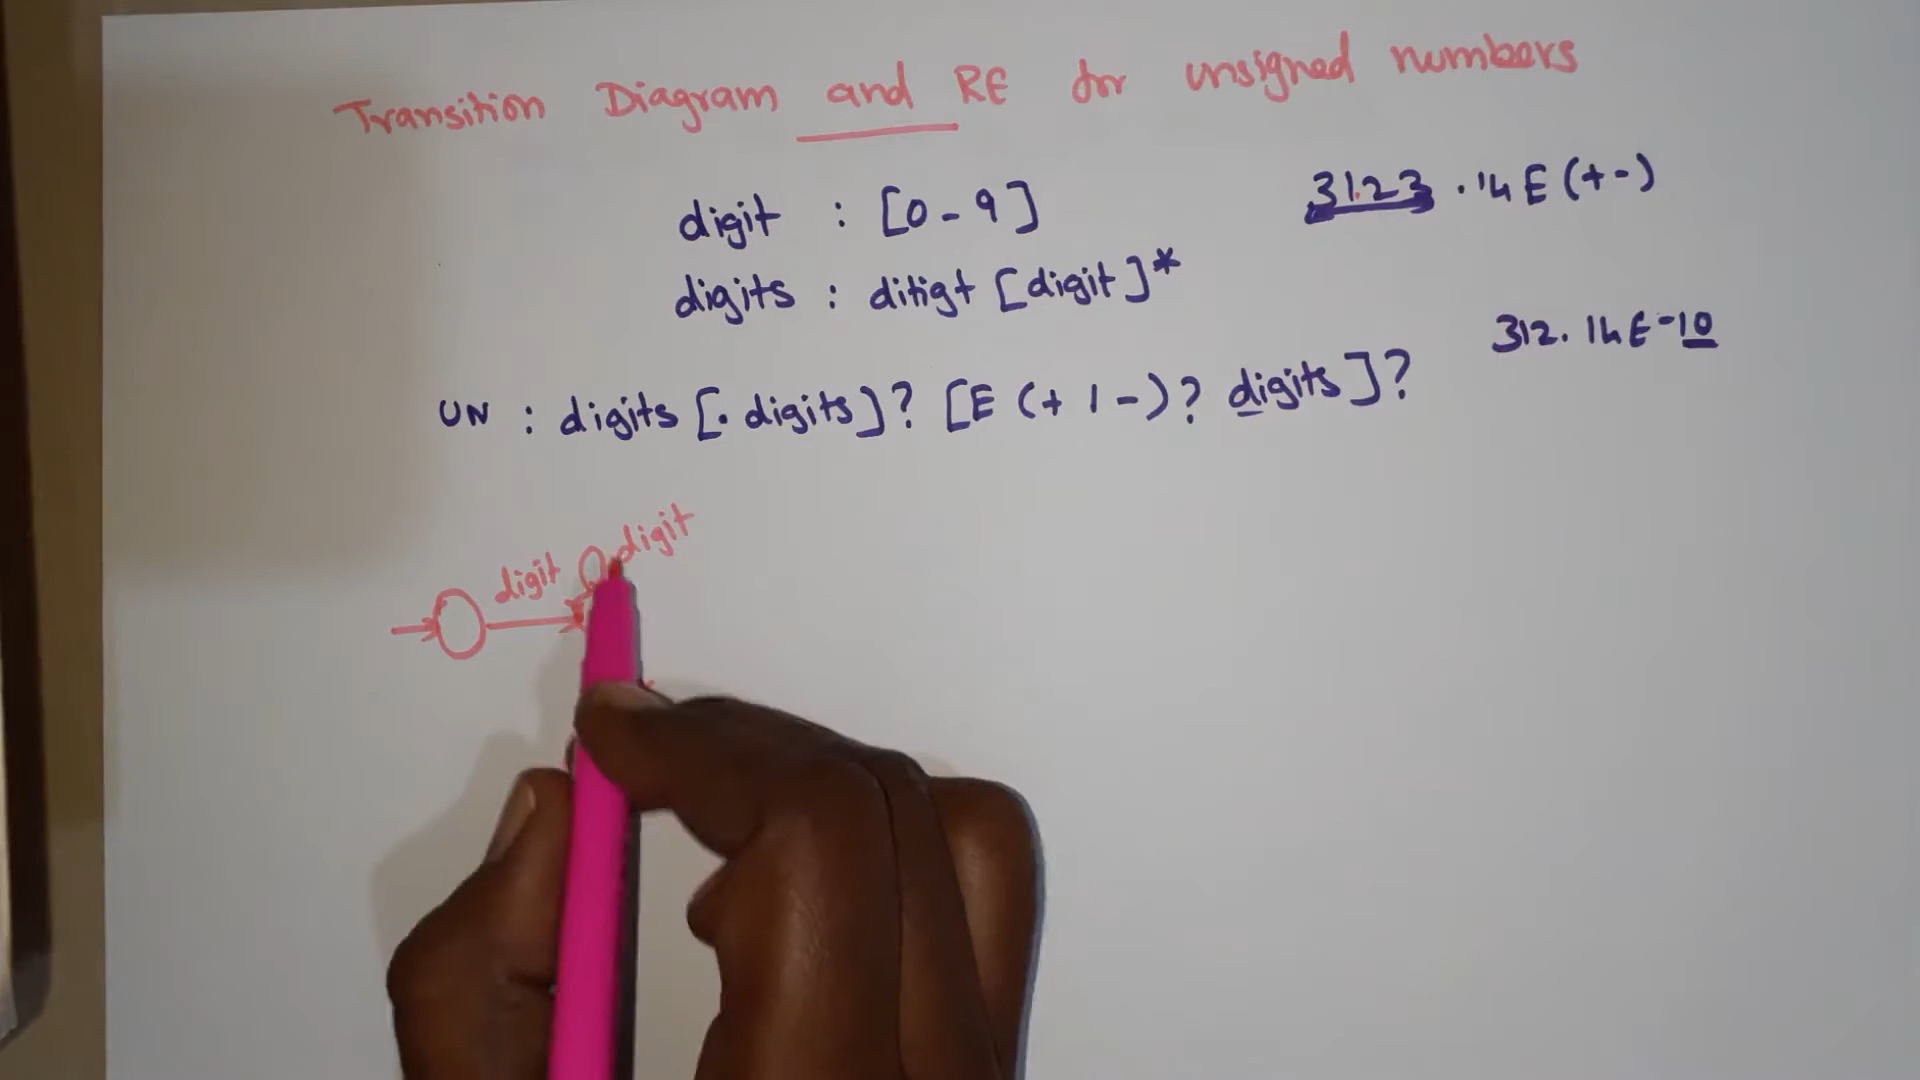 Transition Diagram and RE for unsigned numbers
digit : [0-9]
3123 .14 E (+-)
digits : ditigt [digit]*
312.14E-10
UN : digits [. digits]? [E (+ | -)? digits]?
digit
digit